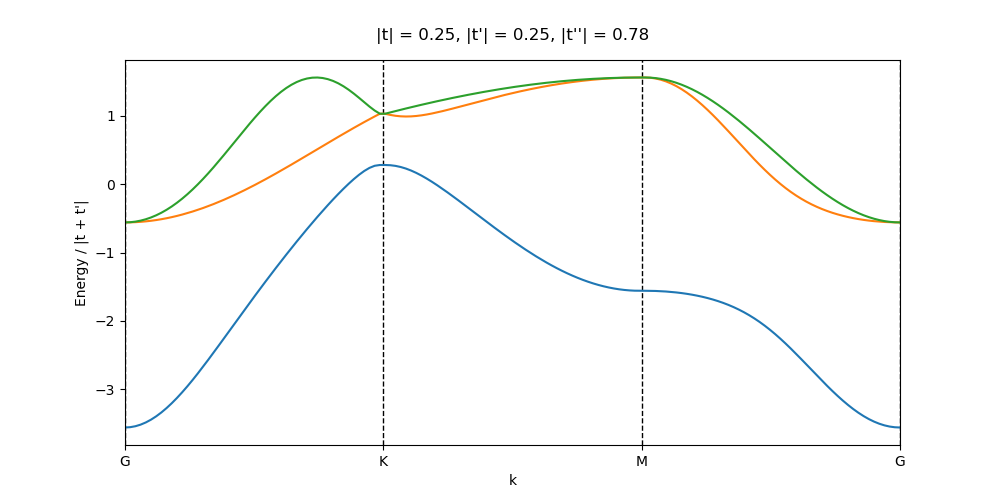 |t| = 0.25, |t'| = 0.25, |t''| = 0.78
Energy / |t + t'|
1
0
−1
−2
−3
G K M G
k